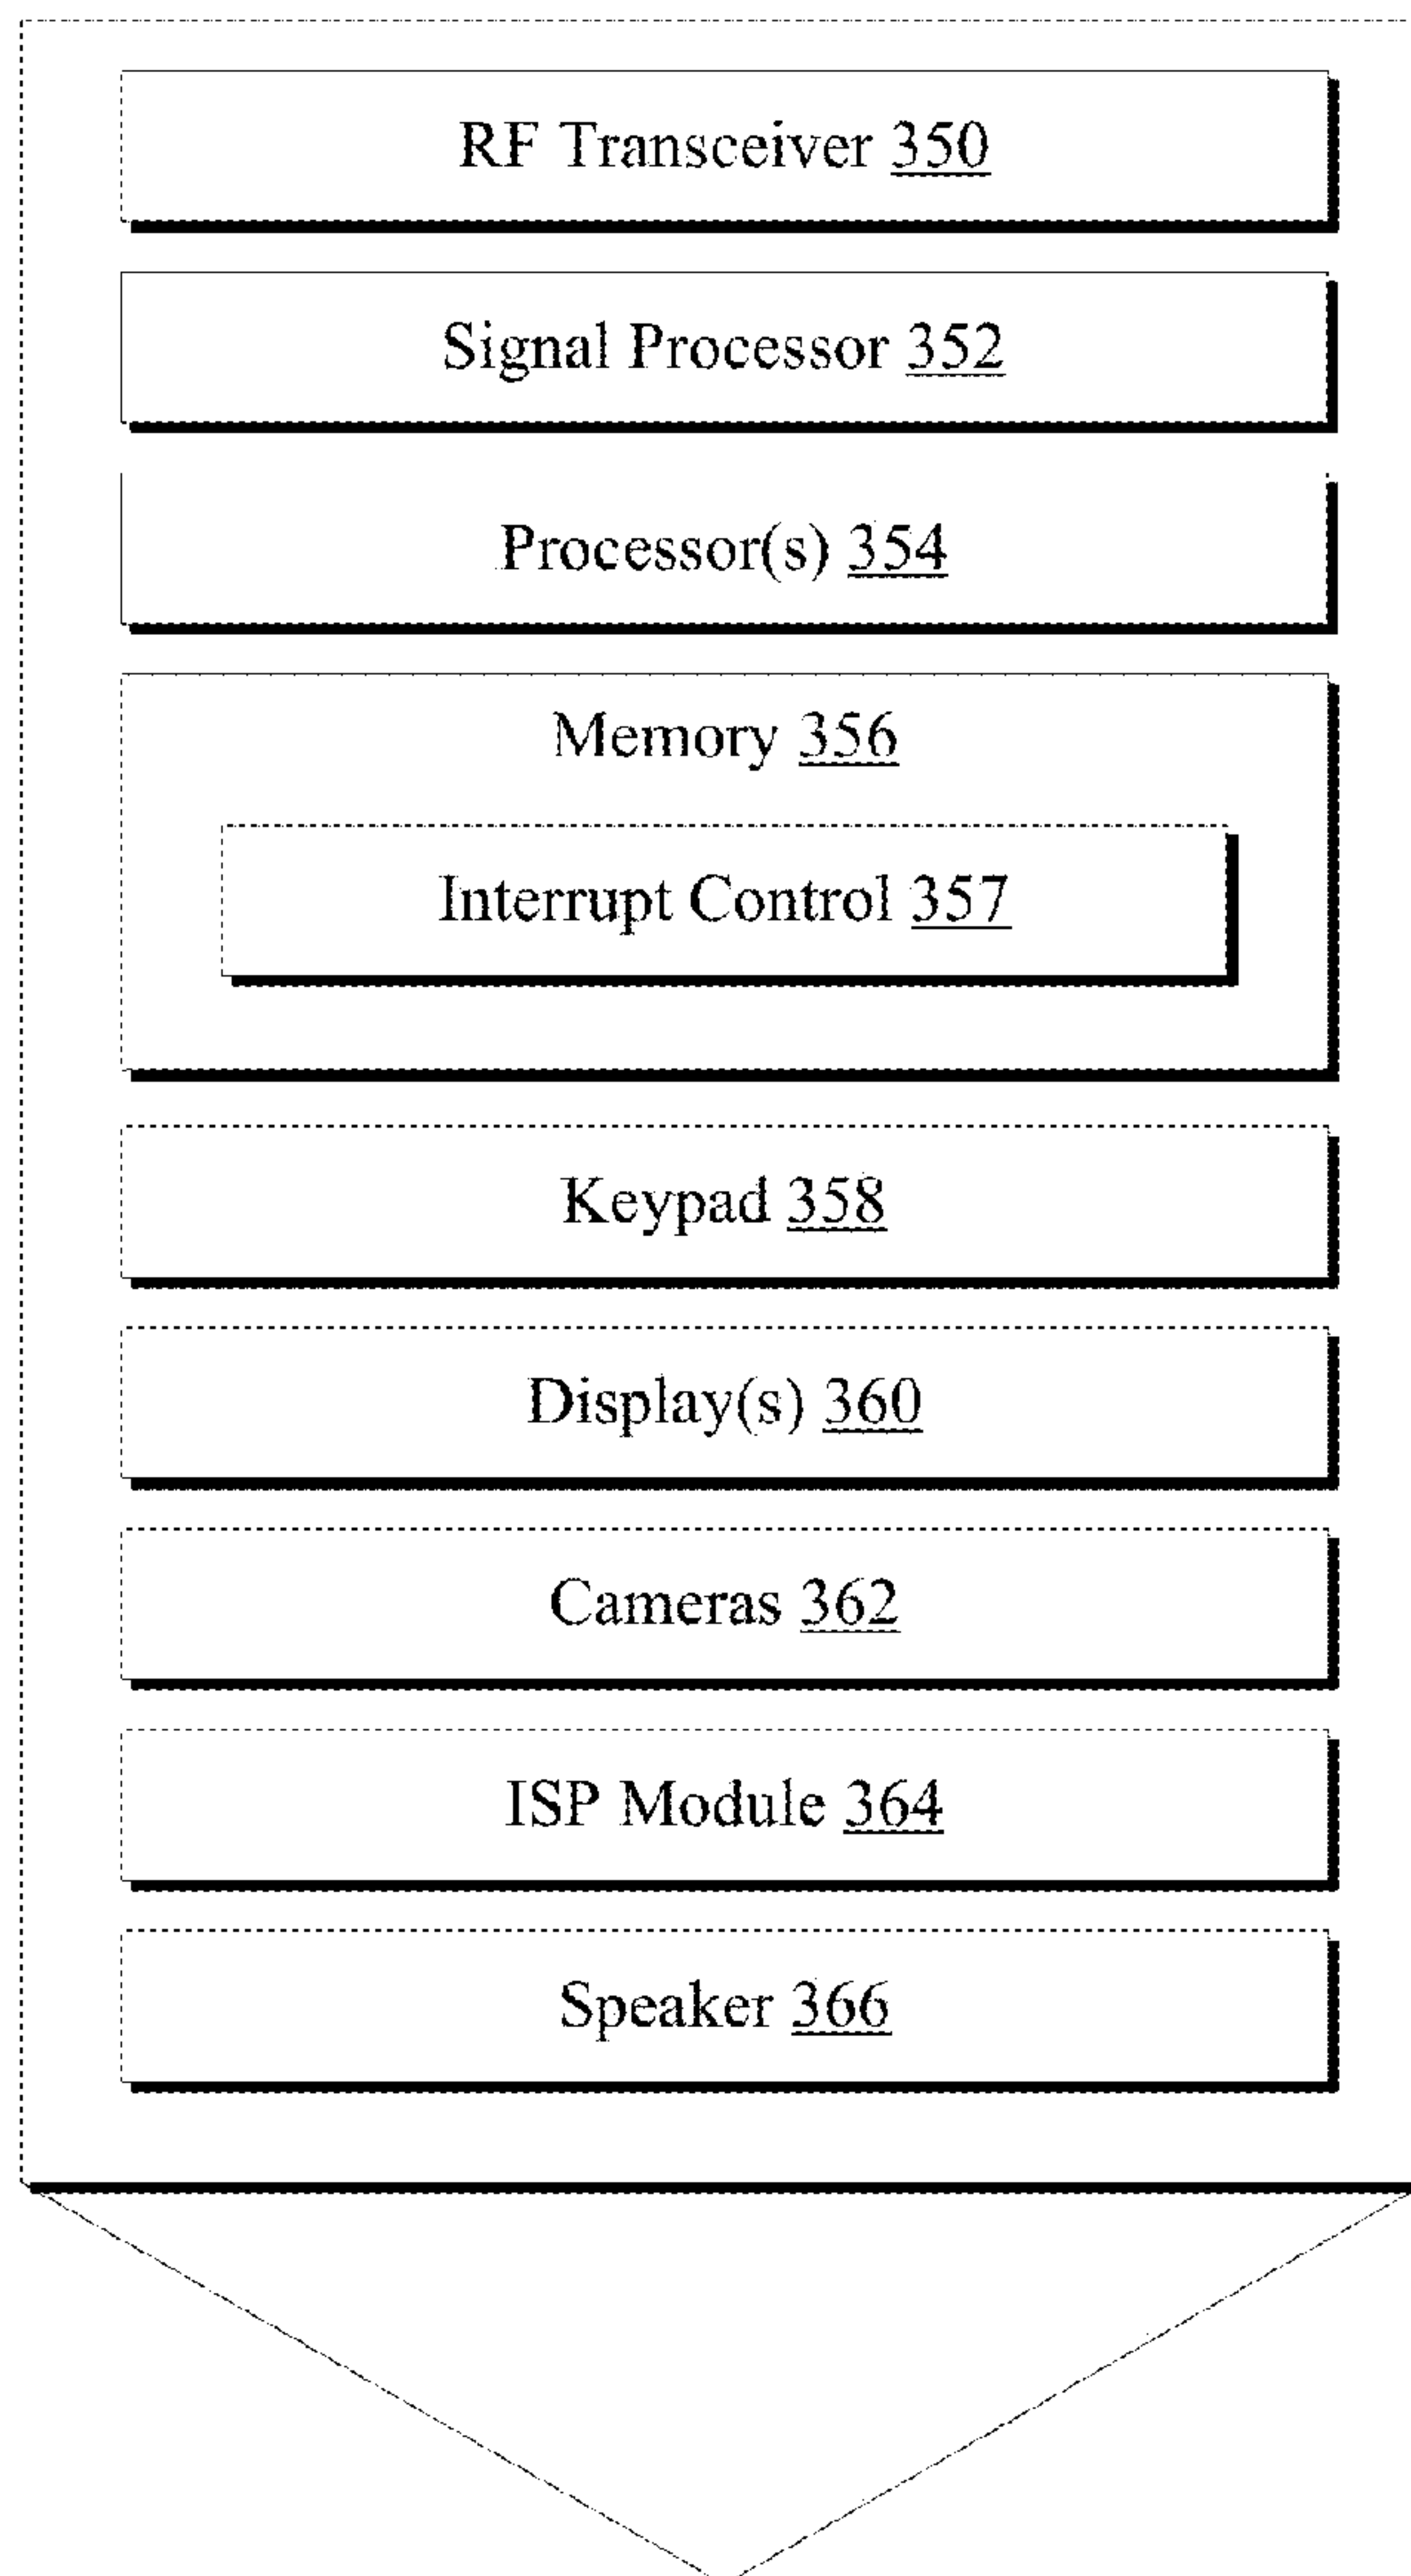 RF Transceiver 350
Signal Processor 352
Processor(s) 354
Memory 356
Interrupt Control 357
Keypad 358
Display(s) 360
Cameras 362
ISP Module 364
Speaker 366